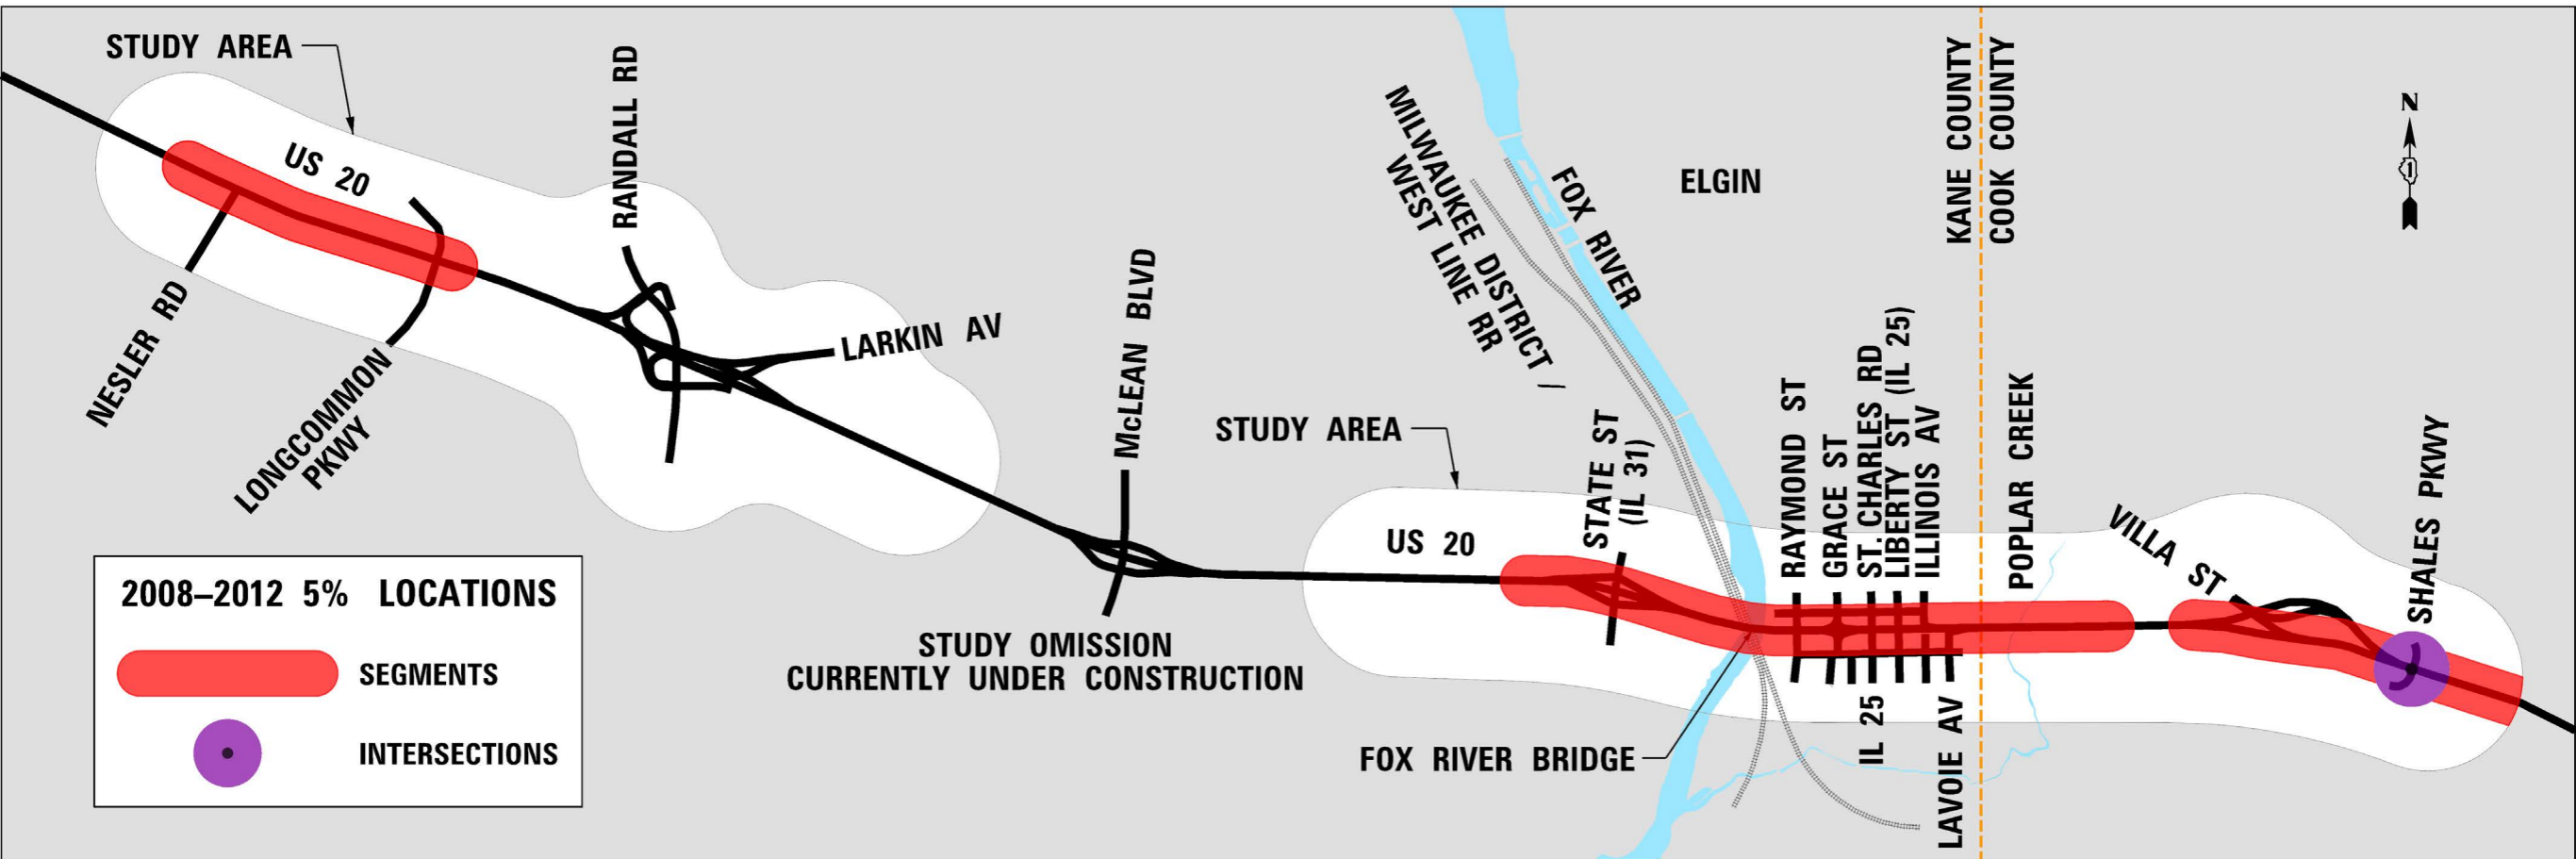 STUDY AREA
US 20
RANDALL RD
NESLER RD
LONGCOMMON
PKWY
LARKIN AV
McLEAN BLVD
STUDY OMISSION
CURRENTLY UNDER CONSTRUCTION
2008–2012 5% LOCATIONS
SEGMENTS
INTERSECTIONS
MILWAUKEE DISTRICT /
WEST LINE RR
FOX RIVER
ELGIN
KANE COUNTY
COOK COUNTY
N
1
STUDY AREA
US 20
STATE ST
(IL 31)
RAYMOND ST
GRACE ST
ST. CHARLES RD
LIBERTY ST (IL 25)
ILLINOIS AV
POPLAR CREEK
VILLA ST
SHALES PKWY
FOX RIVER BRIDGE
IL 25
LAVOIE AV